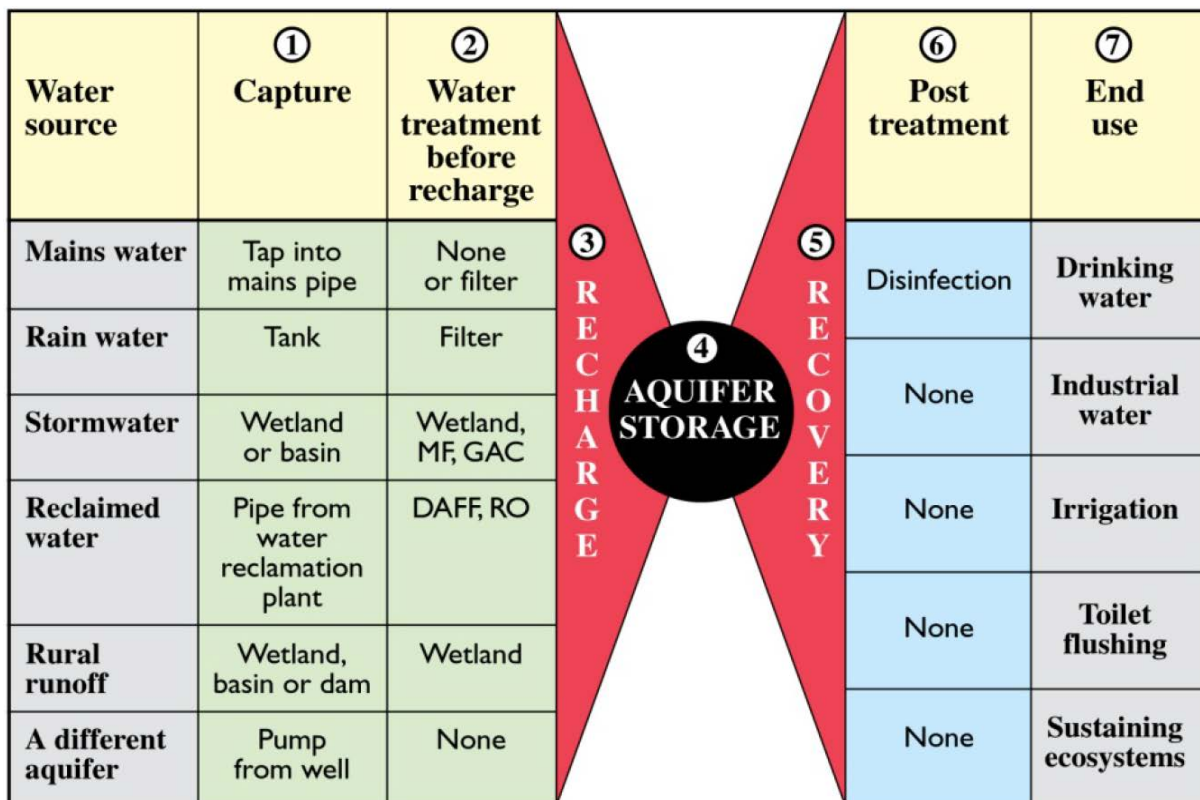 Water
source
①
Capture
②
Water
treatment
before
recharge
⑥
Post
treatment
⑦
End
use
Mains water
Tap into
mains pipe
None
or filter
Rain water
Tank
Filter
Stormwater
Wetland
or basin
Wetland,
MF, GAC
Reclaimed
water
Pipe from
water
reclamation
plant
DAFF, RO
Rural
runoff
Wetland,
basin or dam
Wetland
A different
aquifer
Pump
from well
None
③
RECHARGE
④
AQUIFER
STORAGE
⑤
RECOVERY
Disinfection
Drinking
water
None
Industrial
water
None
Irrigation
None
Toilet
flushing
None
Sustaining
ecosystems